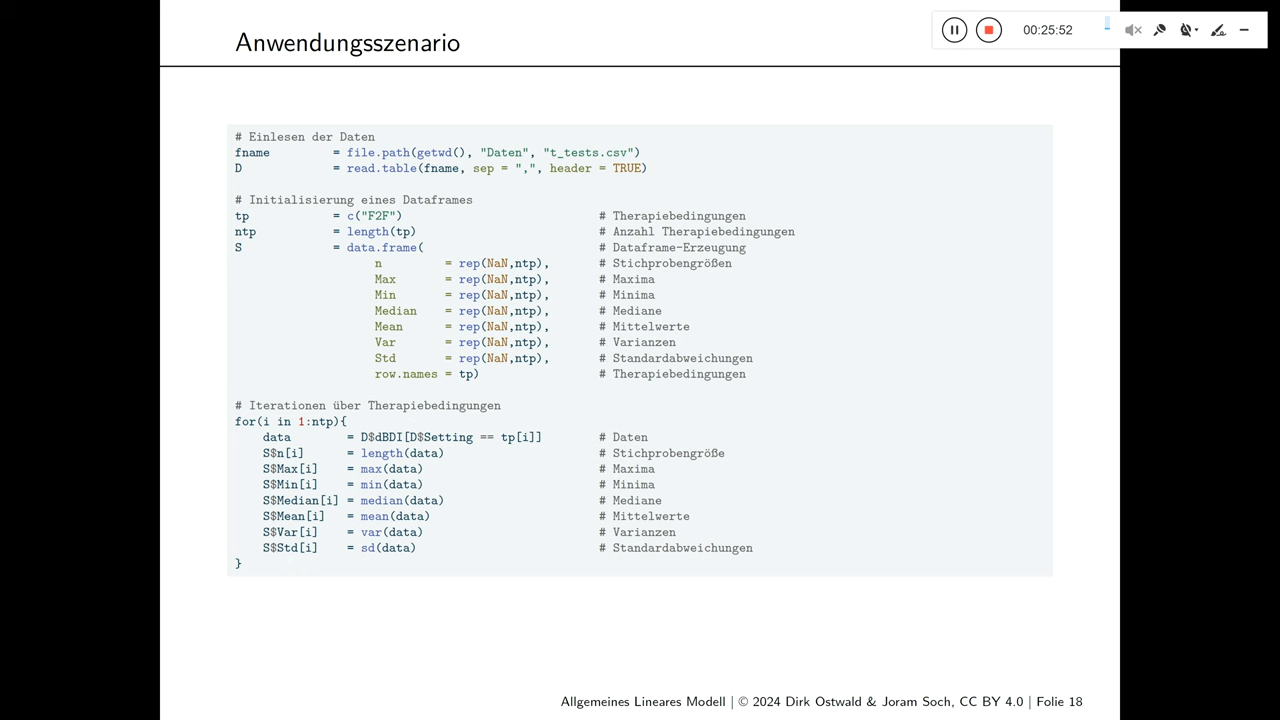 Anwendungsszenario
00:25:52
# Einlesen der Daten
fname = file.path(getwd(), "Daten", "t_tests.csv")
D = read.table(fname, sep = ",", header = TRUE)
# Initialisierung eines Dataframes
tp = c("F2F") # Therapiebedingungen
ntp = length(tp) # Anzahl Therapiebedingungen
S = data.frame( # Dataframe-Erzeugung
n = rep(NaN,ntp), # Stichprobengrößen
Max = rep(NaN,ntp), # Maxima
Min = rep(NaN,ntp), # Minima
Median = rep(NaN,ntp), # Mediane
Mean = rep(NaN,ntp), # Mittelwerte
Var = rep(NaN,ntp), # Varianzen
Std = rep(NaN,ntp), # Standardabweichungen
row.names = tp) # Therapiebedingungen
# Iterationen über Therapiebedingungen
for(i in 1:ntp){
data = D$dBDI[D$Setting == tp[i]] # Daten
S$n[i] = length(data) # Stichprobengröße
S$Max[i] = max(data) # Maxima
S$Min[i] = min(data) # Minima
S$Median[i] = median(data) # Mediane
S$Mean[i] = mean(data) # Mittelwerte
S$Var[i] = var(data) # Varianzen
S$Std[i] = sd(data) # Standardabweichungen
}
Allgemeines Lineares Modell | © 2024 Dirk Ostwald & Joram Soch, CC BY 4.0 | Folie 18